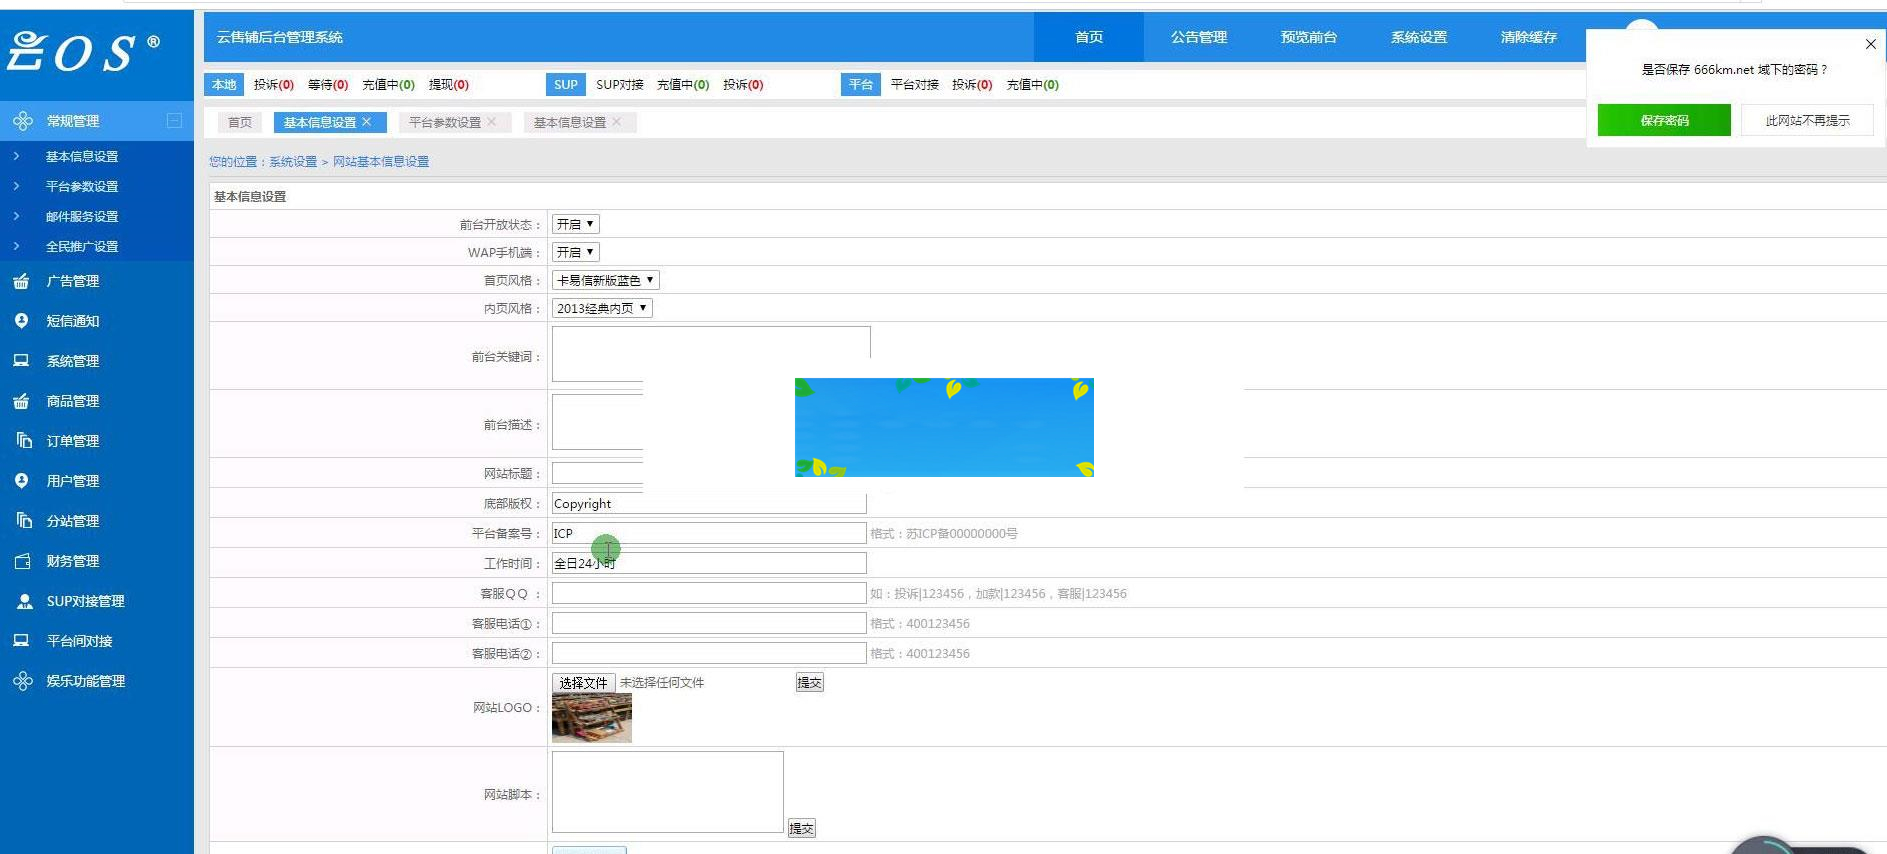 云EOS®
云售铺后台管理系统
首页
公告管理
预览前台
系统设置
清除缓存
是否保存 666km.net 域下的密码？
保存密码
此网站不再提示
本地 投诉(0) 等待(0) 充值中(0) 提现(0)
SUP SUP对接 充值中(0) 投诉(0)
平台 平台对接 投诉(0) 充值中(0)
首页
基本信息设置 ×
平台参数设置 ×
基本信息设置 ×
您的位置：系统设置 > 网站基本信息设置
常规管理
基本信息设置
平台参数设置
邮件服务设置
全民推广设置
广告管理
短信通知
系统管理
商品管理
订单管理
用户管理
分站管理
财务管理
SUP对接管理
平台间对接
娱乐功能管理
基本信息设置
前台开放状态： 开启
WAP手机端： 开启
首页风格： 卡易信新版蓝色
内页风格： 2013经典内页
前台关键词：
前台描述：
网站标题：
底部版权： Copyright
平台备案号： ICP 格式：苏ICP备00000000号
工作时间： 全日24小时
客服QQ ： 如：投诉|123456，加款|123456，客服|123456
客服电话①： 格式：400123456
客服电话②： 格式：400123456
网站LOGO： 选择文件 未选择任何文件 提交
网站脚本： 提交